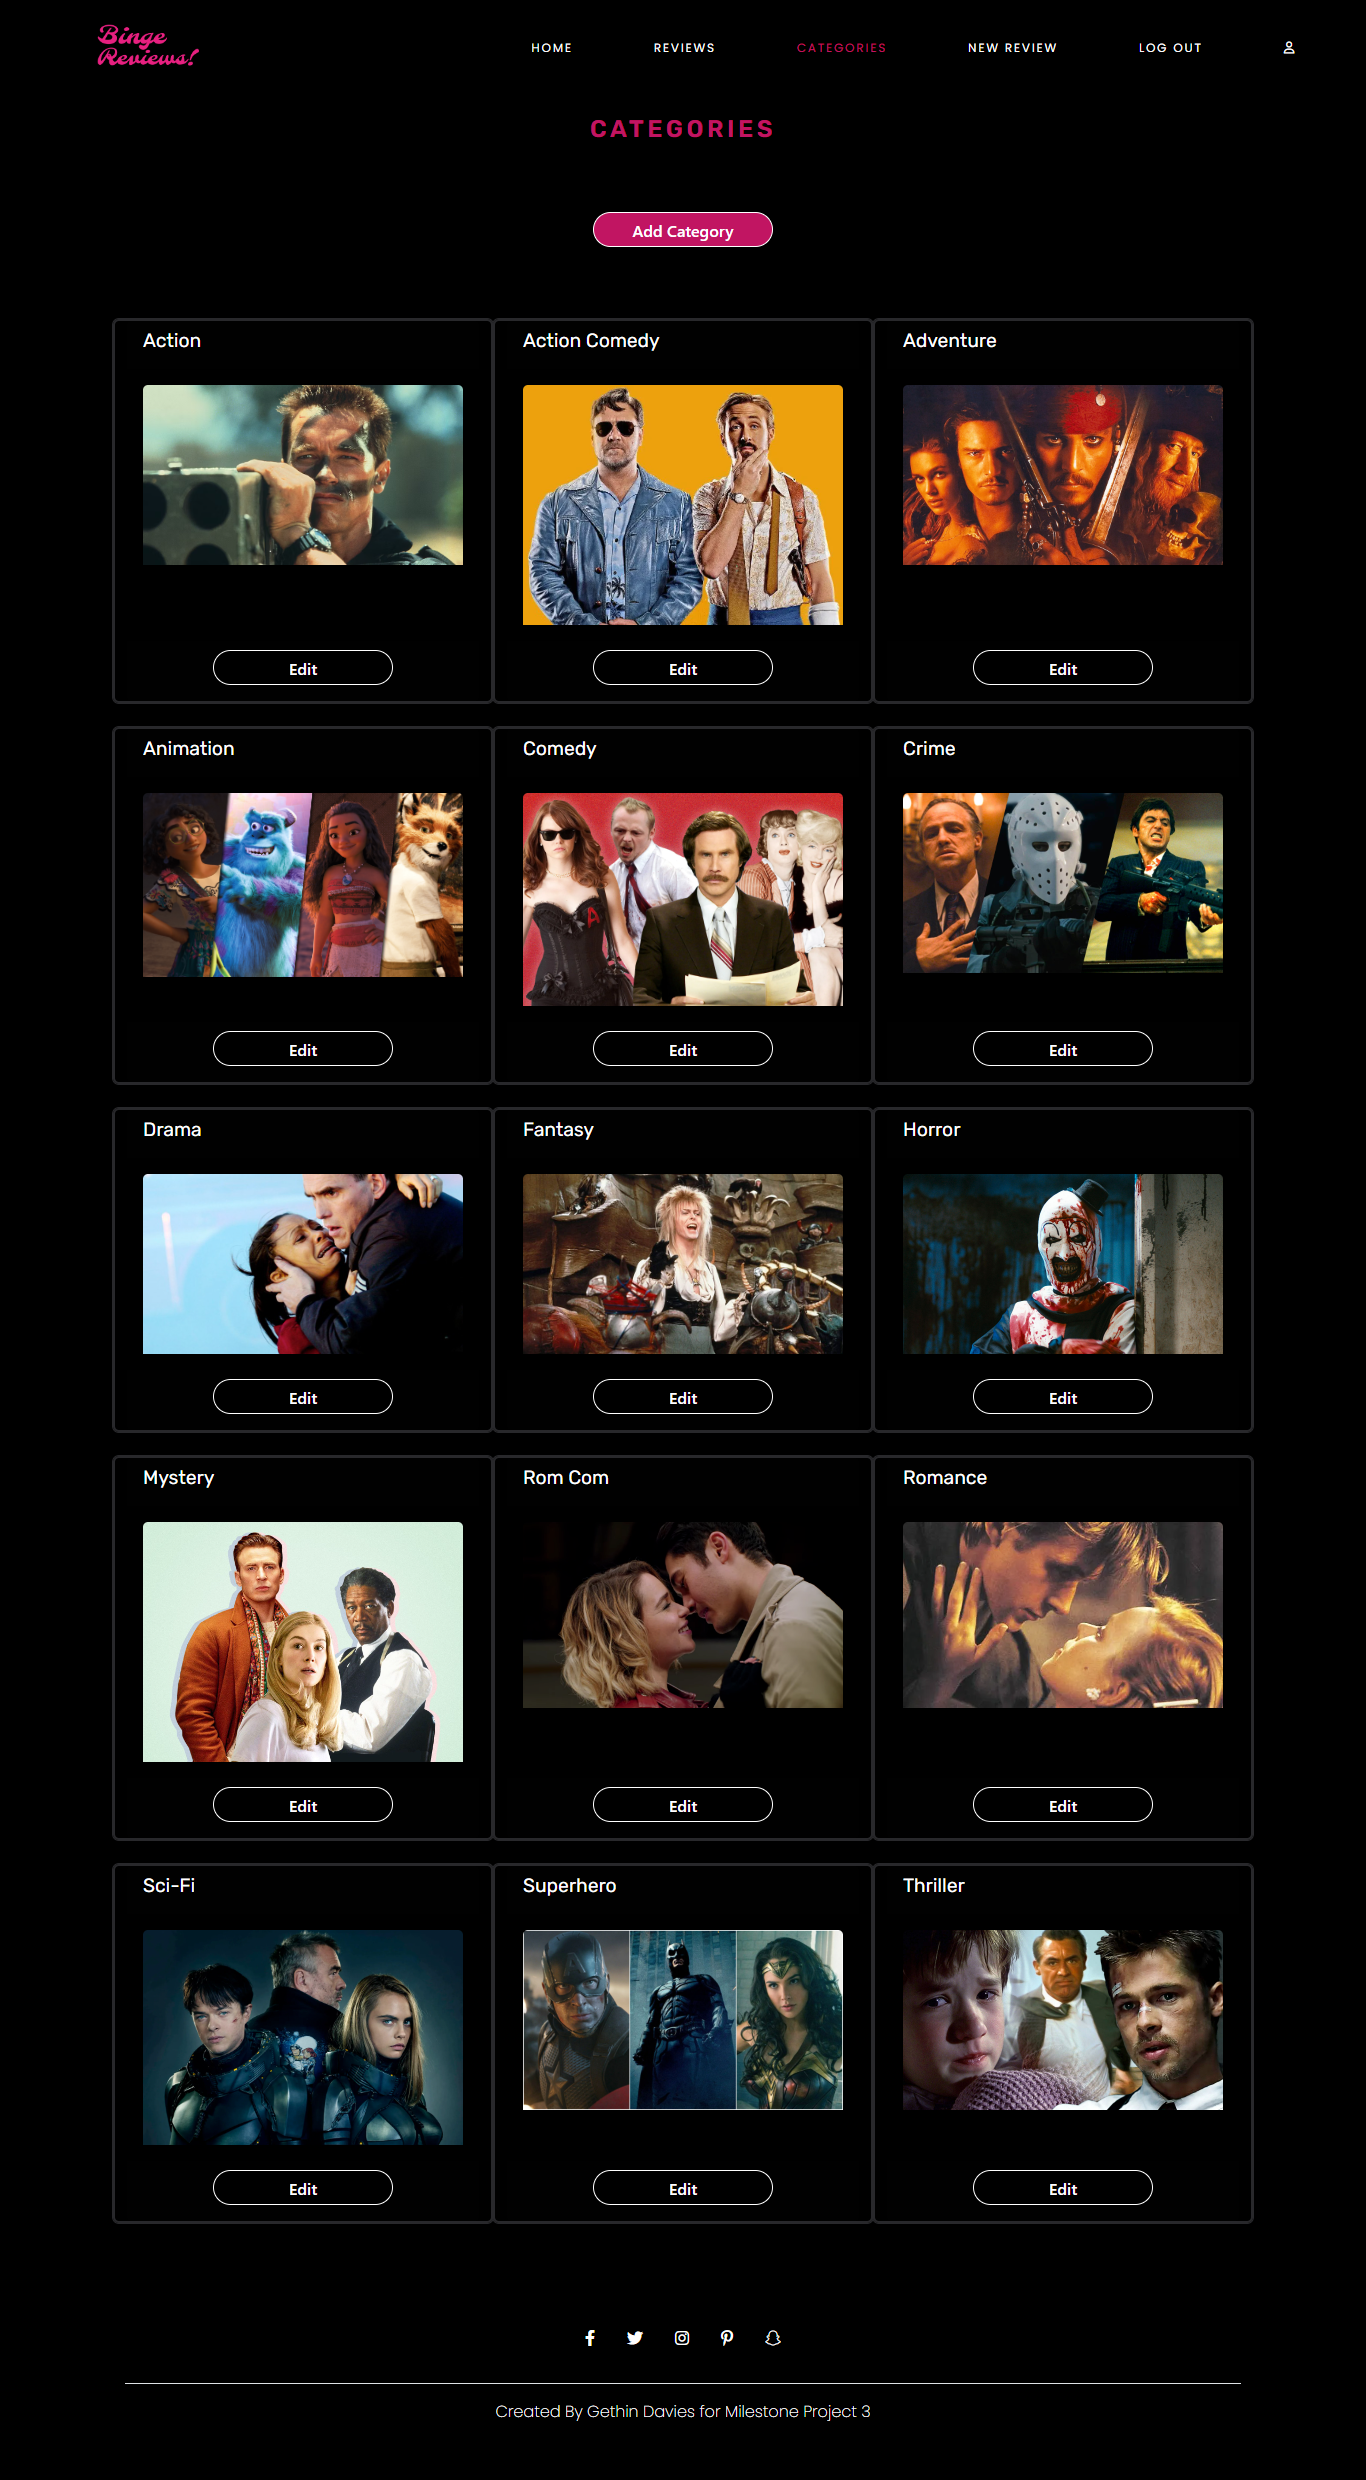 Binge
Reviews!
HOME
REVIEWS
CATEGORIES
NEW REVIEW
LOG OUT
CATEGORIES
Add Category
Action
Action Comedy
Adventure
Edit
Edit
Edit
Animation
Comedy
Crime
A
Edit
Edit
Edit
Drama
Fantasy
Horror
Edit
Edit
Edit
Mystery
Rom Com
Romance
Edit
Edit
Edit
Sci-Fi
Superhero
Thriller
Edit
Edit
Edit
Created By Gethin Davies for Milestone Project 3